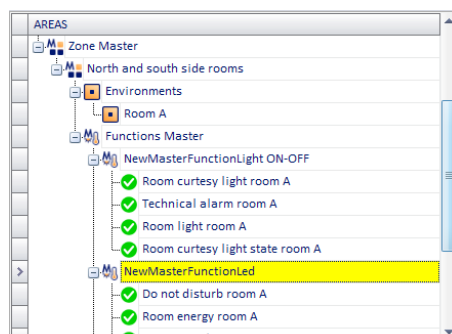 AREAS
Zone Master
North and south side rooms
Environments
Room A
Functions Master
NewMasterFunctionLight ON-OFF
Room curtesy light room A
Technical alarm room A
Room light room A
Room curtesy light state room A
NewMasterFunctionLed
Do not disturb room A
Room energy room A